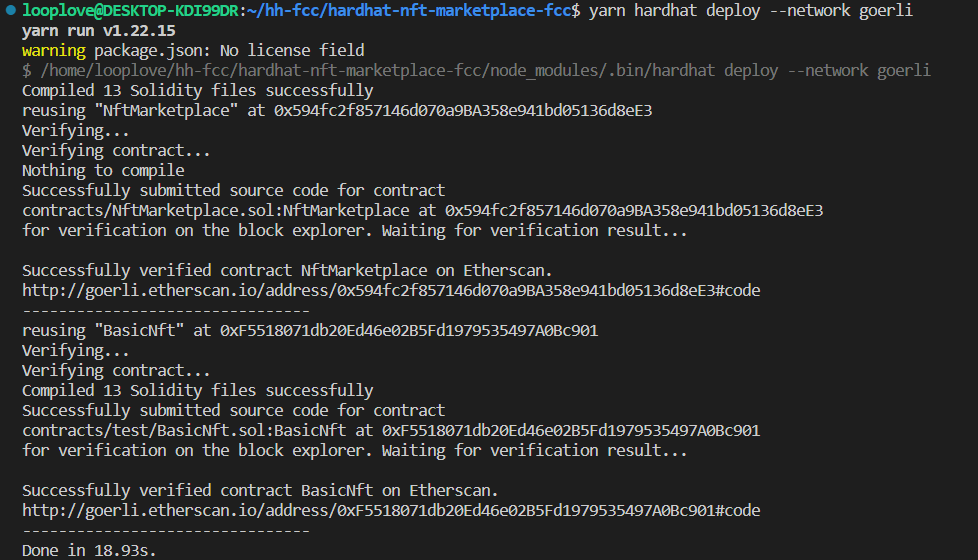 looplove@DESKTOP-KDI99DR:~/hh-fcc/hardhat-nft-marketplace-fcc$ yarn hardhat deploy --network goerli
yarn run v1.22.15
warning package.json: No license field
$ /home/looplove/hh-fcc/hardhat-nft-marketplace-fcc/node_modules/.bin/hardhat deploy --network goerli
Compiled 13 Solidity files successfully
reusing "NftMarketplace" at 0x594fc2f857146d070a9BA358e941bd05136d8eE3
Verifying...
Verifying contract...
Nothing to compile
Successfully submitted source code for contract
contracts/NftMarketplace.sol:NftMarketplace at 0x594fc2f857146d070a9BA358e941bd05136d8eE3
for verification on the block explorer. Waiting for verification result...
Successfully verified contract NftMarketplace on Etherscan.
http://goerli.etherscan.io/address/0x594fc2f857146d070a9BA358e941bd05136d8eE3#code
--------------------------------
reusing "BasicNft" at 0xF5518071db20Ed46e02B5Fd1979535497A0Bc901
Verifying...
Verifying contract...
Compiled 13 Solidity files successfully
Successfully submitted source code for contract
contracts/test/BasicNft.sol:BasicNft at 0xF5518071db20Ed46e02B5Fd1979535497A0Bc901
for verification on the block explorer. Waiting for verification result...
Successfully verified contract BasicNft on Etherscan.
http://goerli.etherscan.io/address/0xF5518071db20Ed46e02B5Fd1979535497A0Bc901#code
--------------------------------
Done in 18.93s.